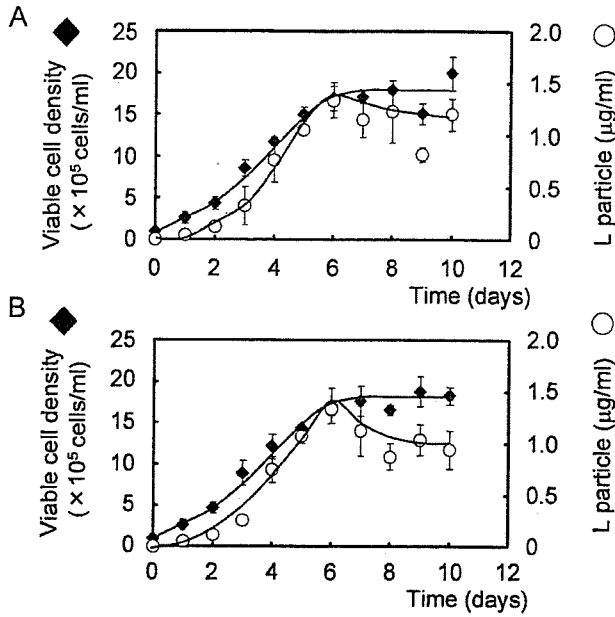 A
Viable cell density
(×10⁵ cells/ml)
25
20
15
10
5
0
2.0
1.5
1.0
0.5
0
L particle (μg/ml)
0 2 4 6 8 10 12
Time (days)
B
Viable cell density
(×10⁵ cells/ml)
25
20
15
10
5
0
2.0
1.5
1.0
0.5
0
L particle (μg/ml)
0 2 4 6 8 10 12
Time (days)